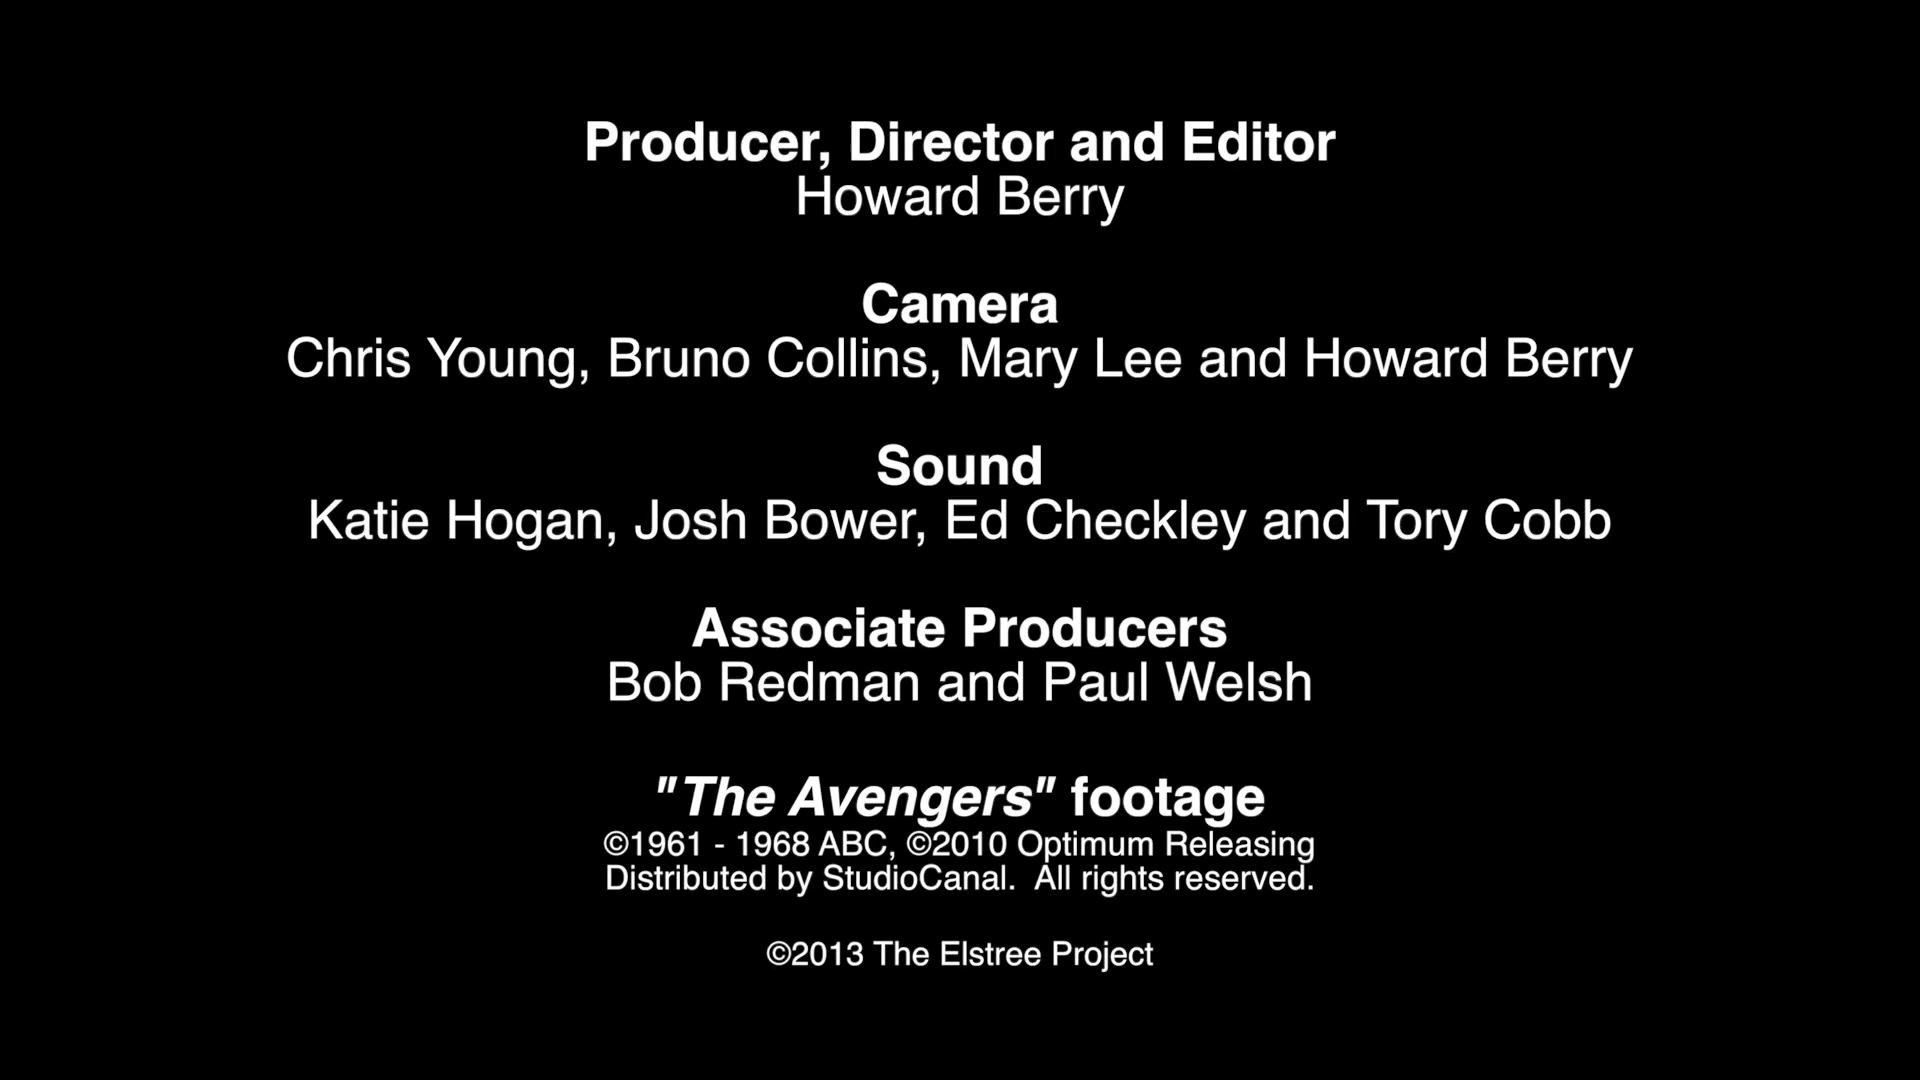 Producer, Director and Editor
Howard Berry
Camera
Chris Young, Bruno Collins, Mary Lee and Howard Berry
Sound
Katie Hogan, Josh Bower, Ed Checkley and Tory Cobb
Associate Producers
Bob Redman and Paul Welsh
"The Avengers" footage
©1961 - 1968 ABC, ©2010 Optimum Releasing
Distributed by StudioCanal.  All rights reserved.
©2013 The Elstree Project